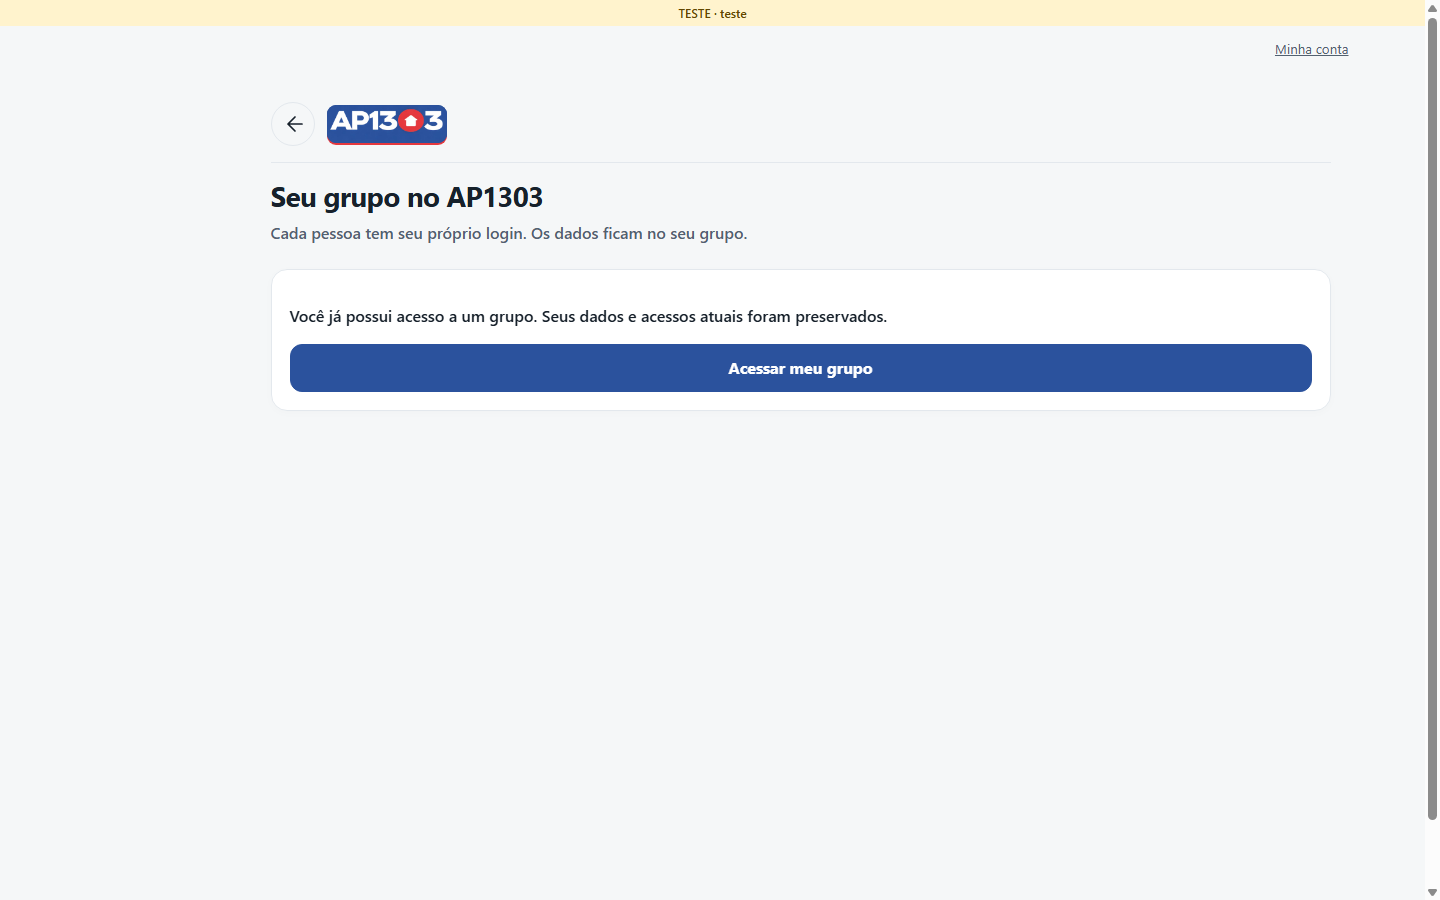 TESTE · teste
Minha conta
AP1303
Seu grupo no AP1303
Cada pessoa tem seu próprio login. Os dados ficam no seu grupo.
Você já possui acesso a um grupo. Seus dados e acessos atuais foram preservados.
Acessar meu grupo